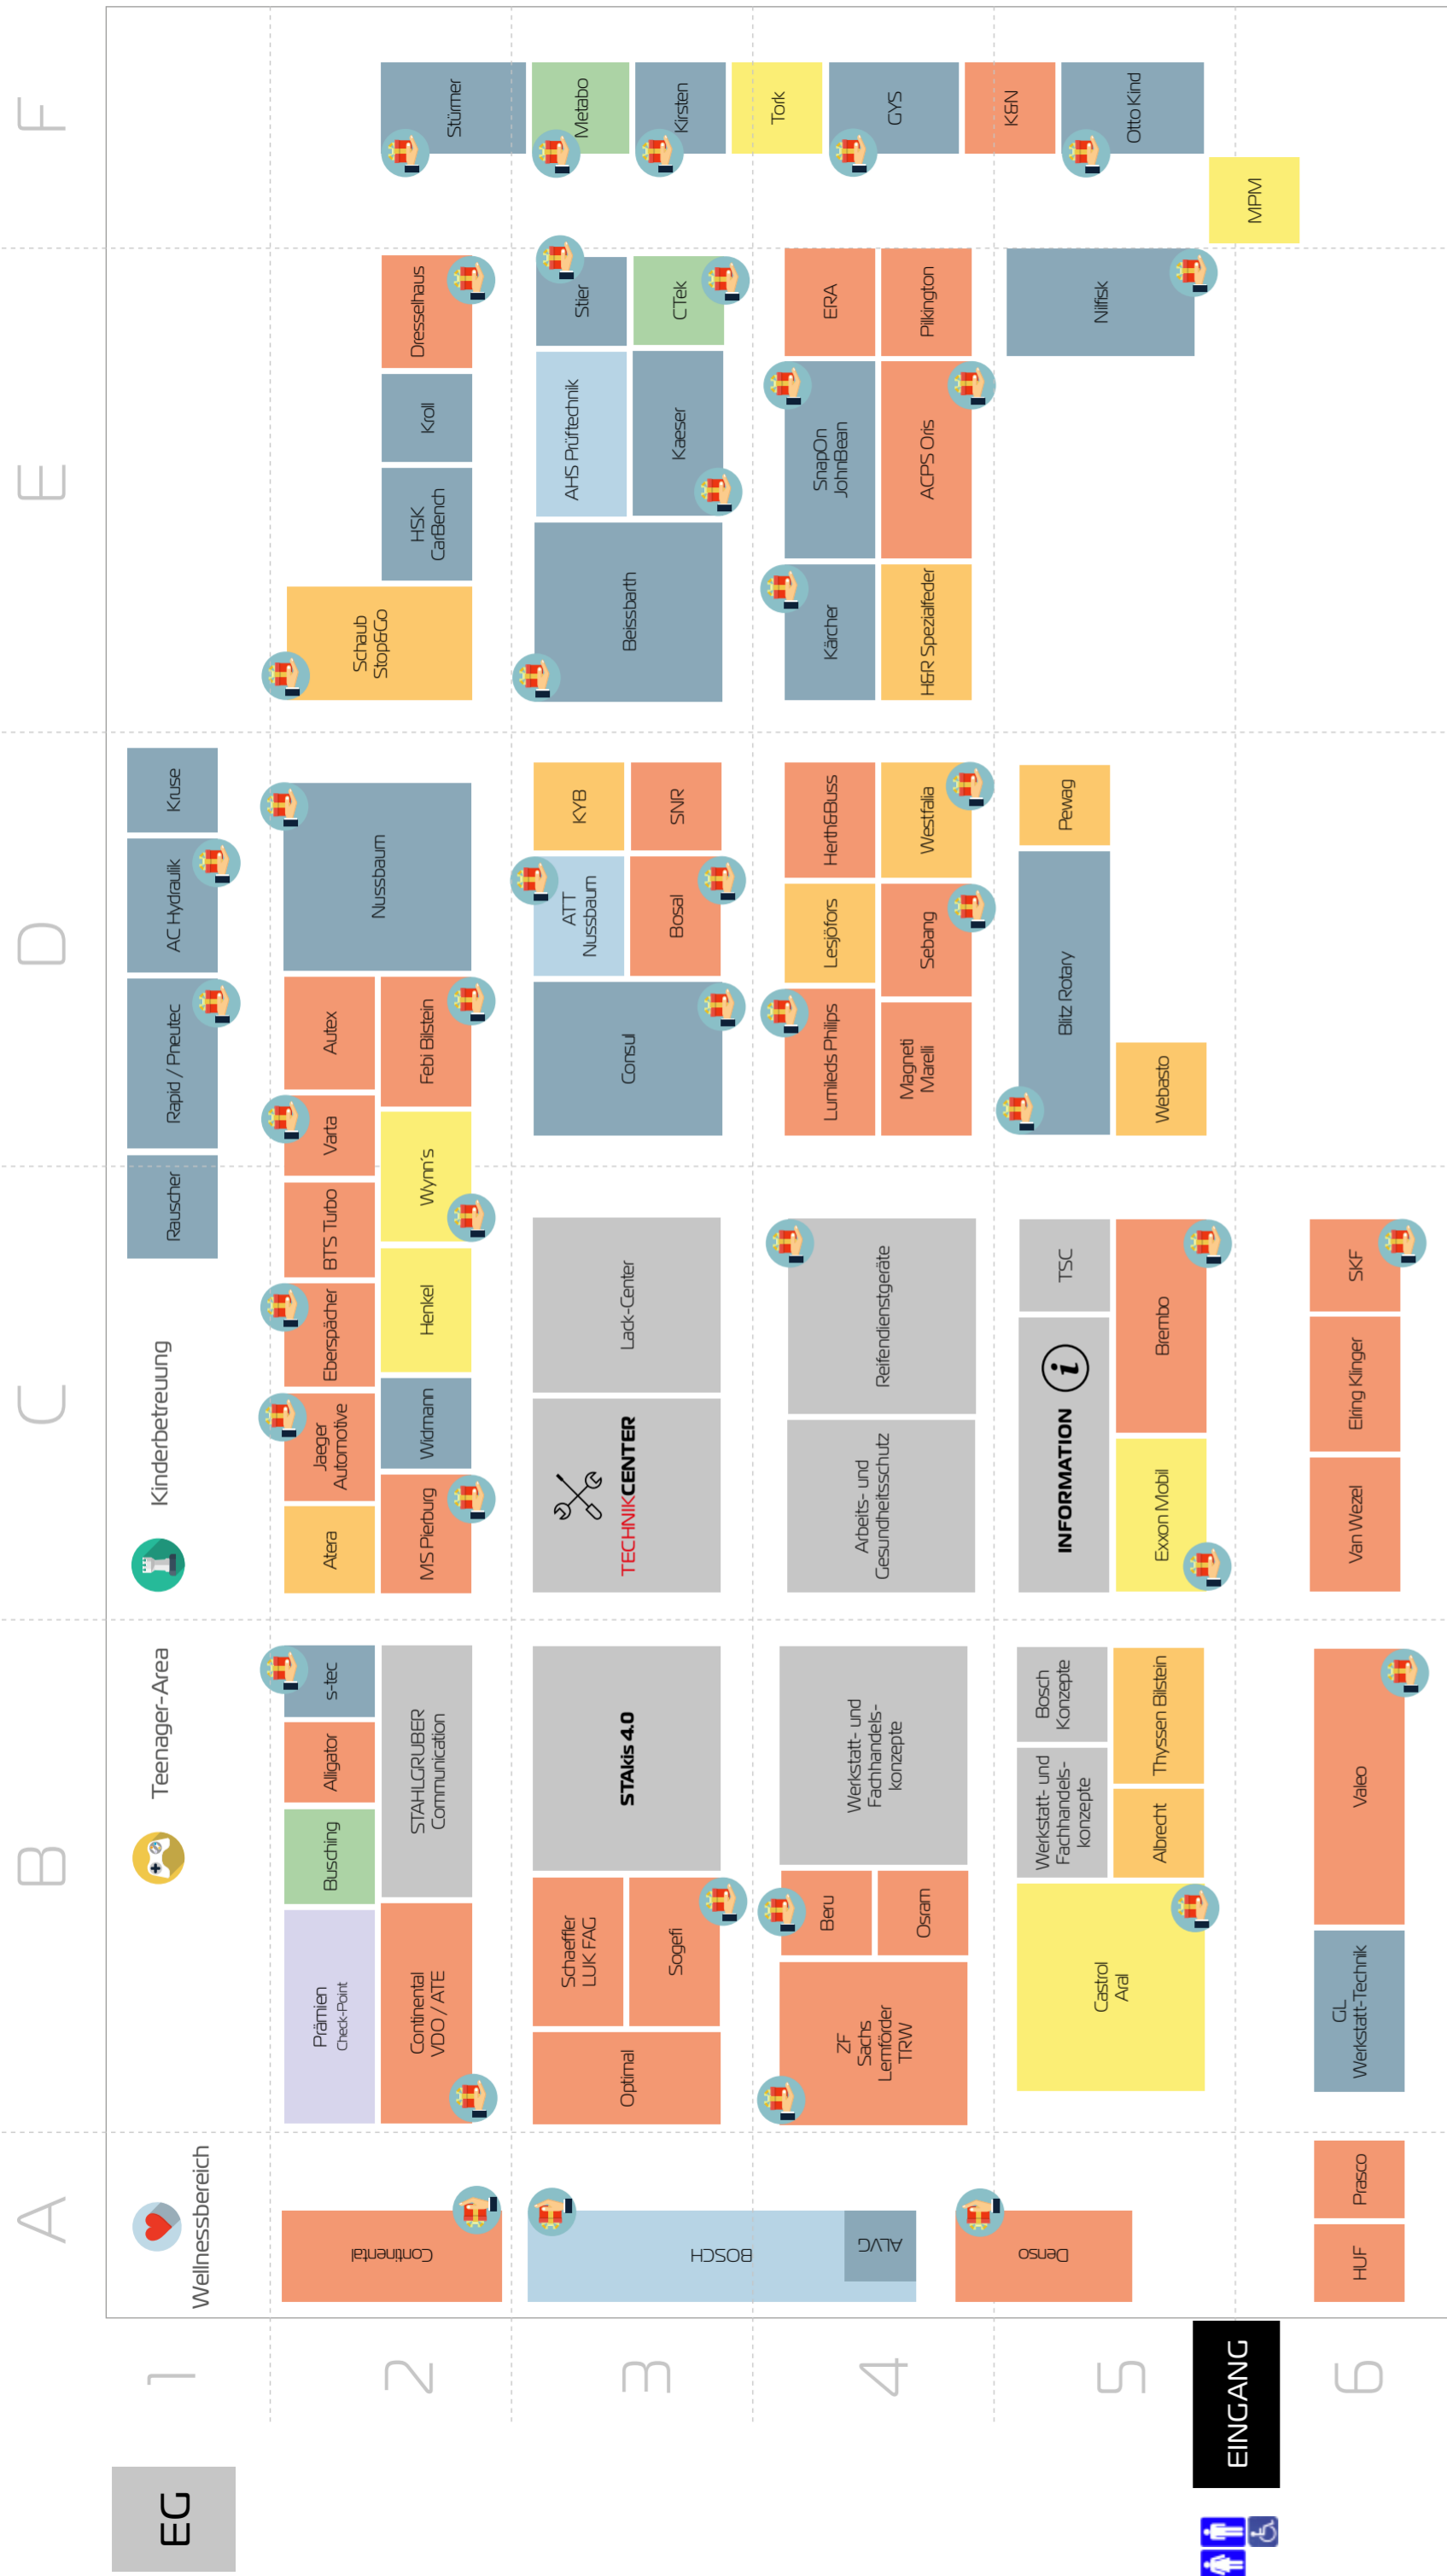 EG
A
B
C
D
E
F
1
2
3
4
5
6
Wellnessbereich
Teenager-Area
Kinderbetreuung
Rauscher
Rapid / Pneutec
AC Hydraulik
Kruse
Continental
Prämien
Check-Point
Busching
Alligator
s-tec
Continental
VDO / ATE
STAHLGRUBER
Communication
Atera
Jaeger
Automotive
Eberspächer
BTS Turbo
Varta
Autex
MS Pierburg
Widmann
Henkel
Wynn´s
Febi Bilstein
Nussbaum
Schaub
Stop&Go
HSK
CarBench
Kroll
Dresselhaus
Stürmer
BOSCH
ALVG
Optimal
Schaeffler
LUK FAG
Sogefi
STAkis 4.0
TECHNIKCENTER
Lack-Center
Consul
ATT
Nussbaum
Bosal
KYB
SNR
Beissbarth
AHS Prüftechnik
Kaeser
Stier
CTek
Metabo
Kirsten
Tork
ZF
Sachs
Lemförder
TRW
Beru
Osram
Werkstatt- und
Fachhandels-
konzepte
Arbeits- und
Gesundheitsschutz
Reifendienstgeräte
Lumileds Philips
Magneti
Marelli
Lesjöfors
Sebang
Herth&Buss
Westfalia
Kärcher
H&R Spezialfeder
SnapOn
JohnBean
ACPS Oris
ERA
Pilkington
GYS
K&N
Denso
Castrol
Aral
Werkstatt- und
Fachhandels-
konzepte
Bosch
Konzepte
Albrecht
Thyssen Bilstein
INFORMATION
i
TSC
Exxon Mobil
Brembo
Blitz Rotary
Pewag
Webasto
Nilfisk
Otto Kind
MPM
EINGANG
HUF
Prasco
GL
Werkstatt-Technik
Valeo
Van Wezel
Elring Klinger
SKF